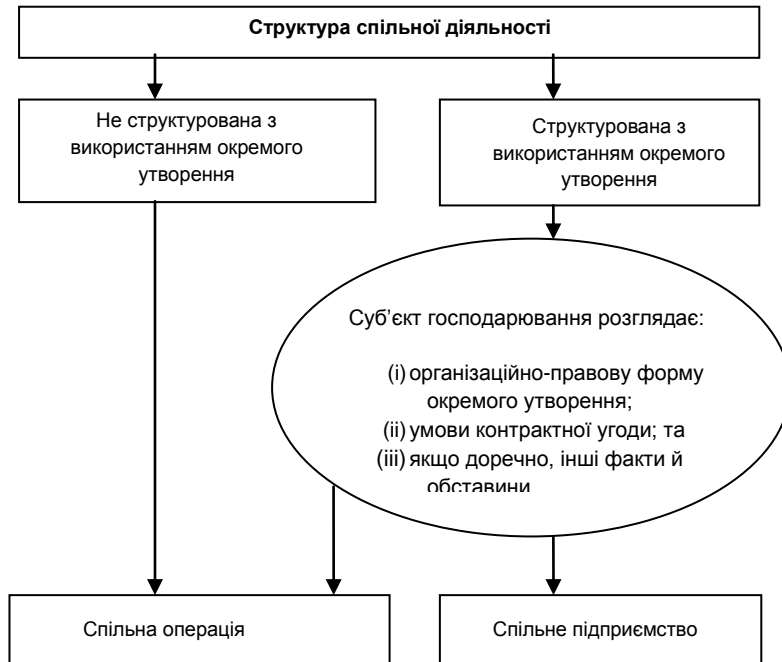 Структура спільної діяльності
Не структурована з
використанням окремого
утворення
Структурована з
використанням окремого
утворення
Суб’єкт господарювання розглядає:
(i) організаційно-правову форму
окремого утворення;
(ii) умови контрактної угоди; та
(iii) якщо доречно, інші факти й
обставини
Спільна операція
Спільне підприємство